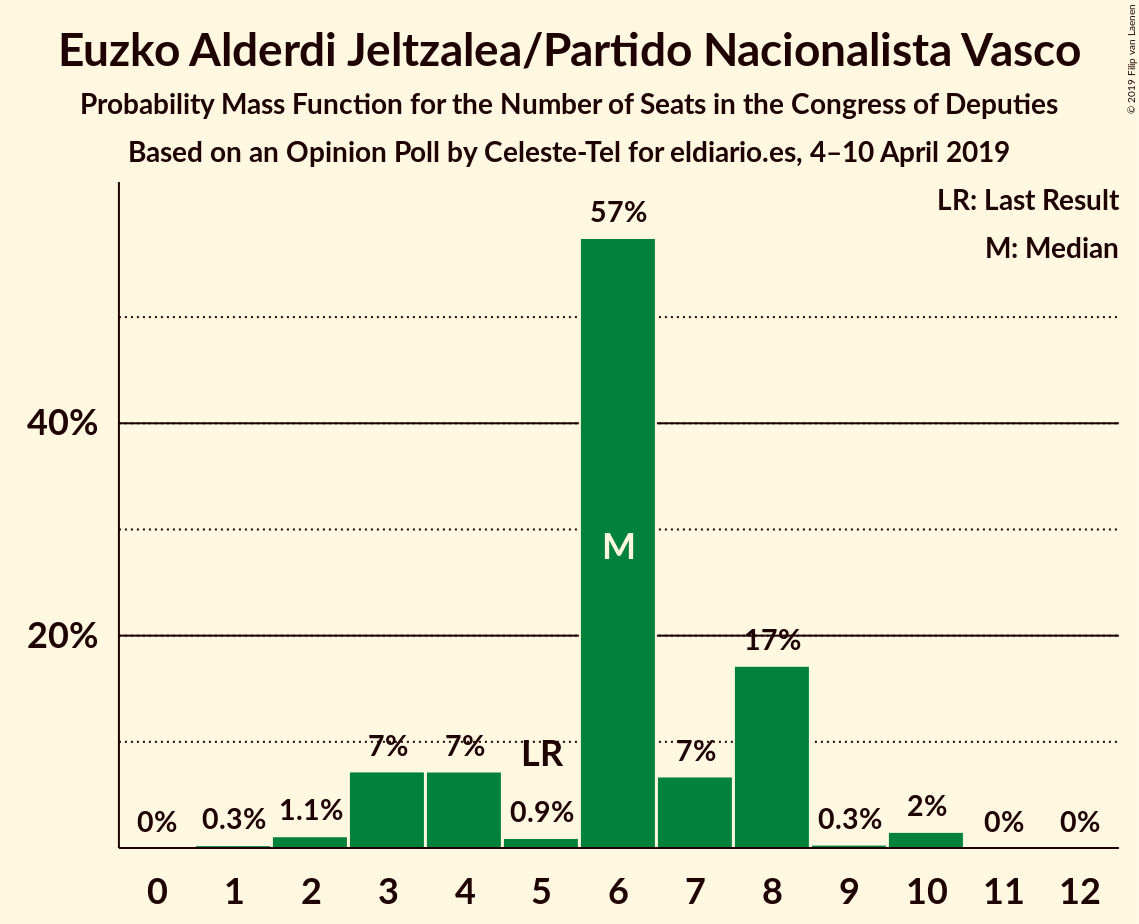 Euzko Alderdi Jeltzalea/Partido Nacionalista Vasco
Probability Mass Function for the Number of Seats in the Congress of Deputies
Based on an Opinion Poll by Celeste-Tel for eldiario.es, 4–10 April 2019
© 2019 Filip van Laenen
LR: Last Result
M: Median
40%
20%
0%
0.3%
1.1%
7%
7%
LR
0.9%
57%
M
7%
17%
0.3%
2%
0%
0%
0 1 2 3 4 5 6 7 8 9 10 11 12